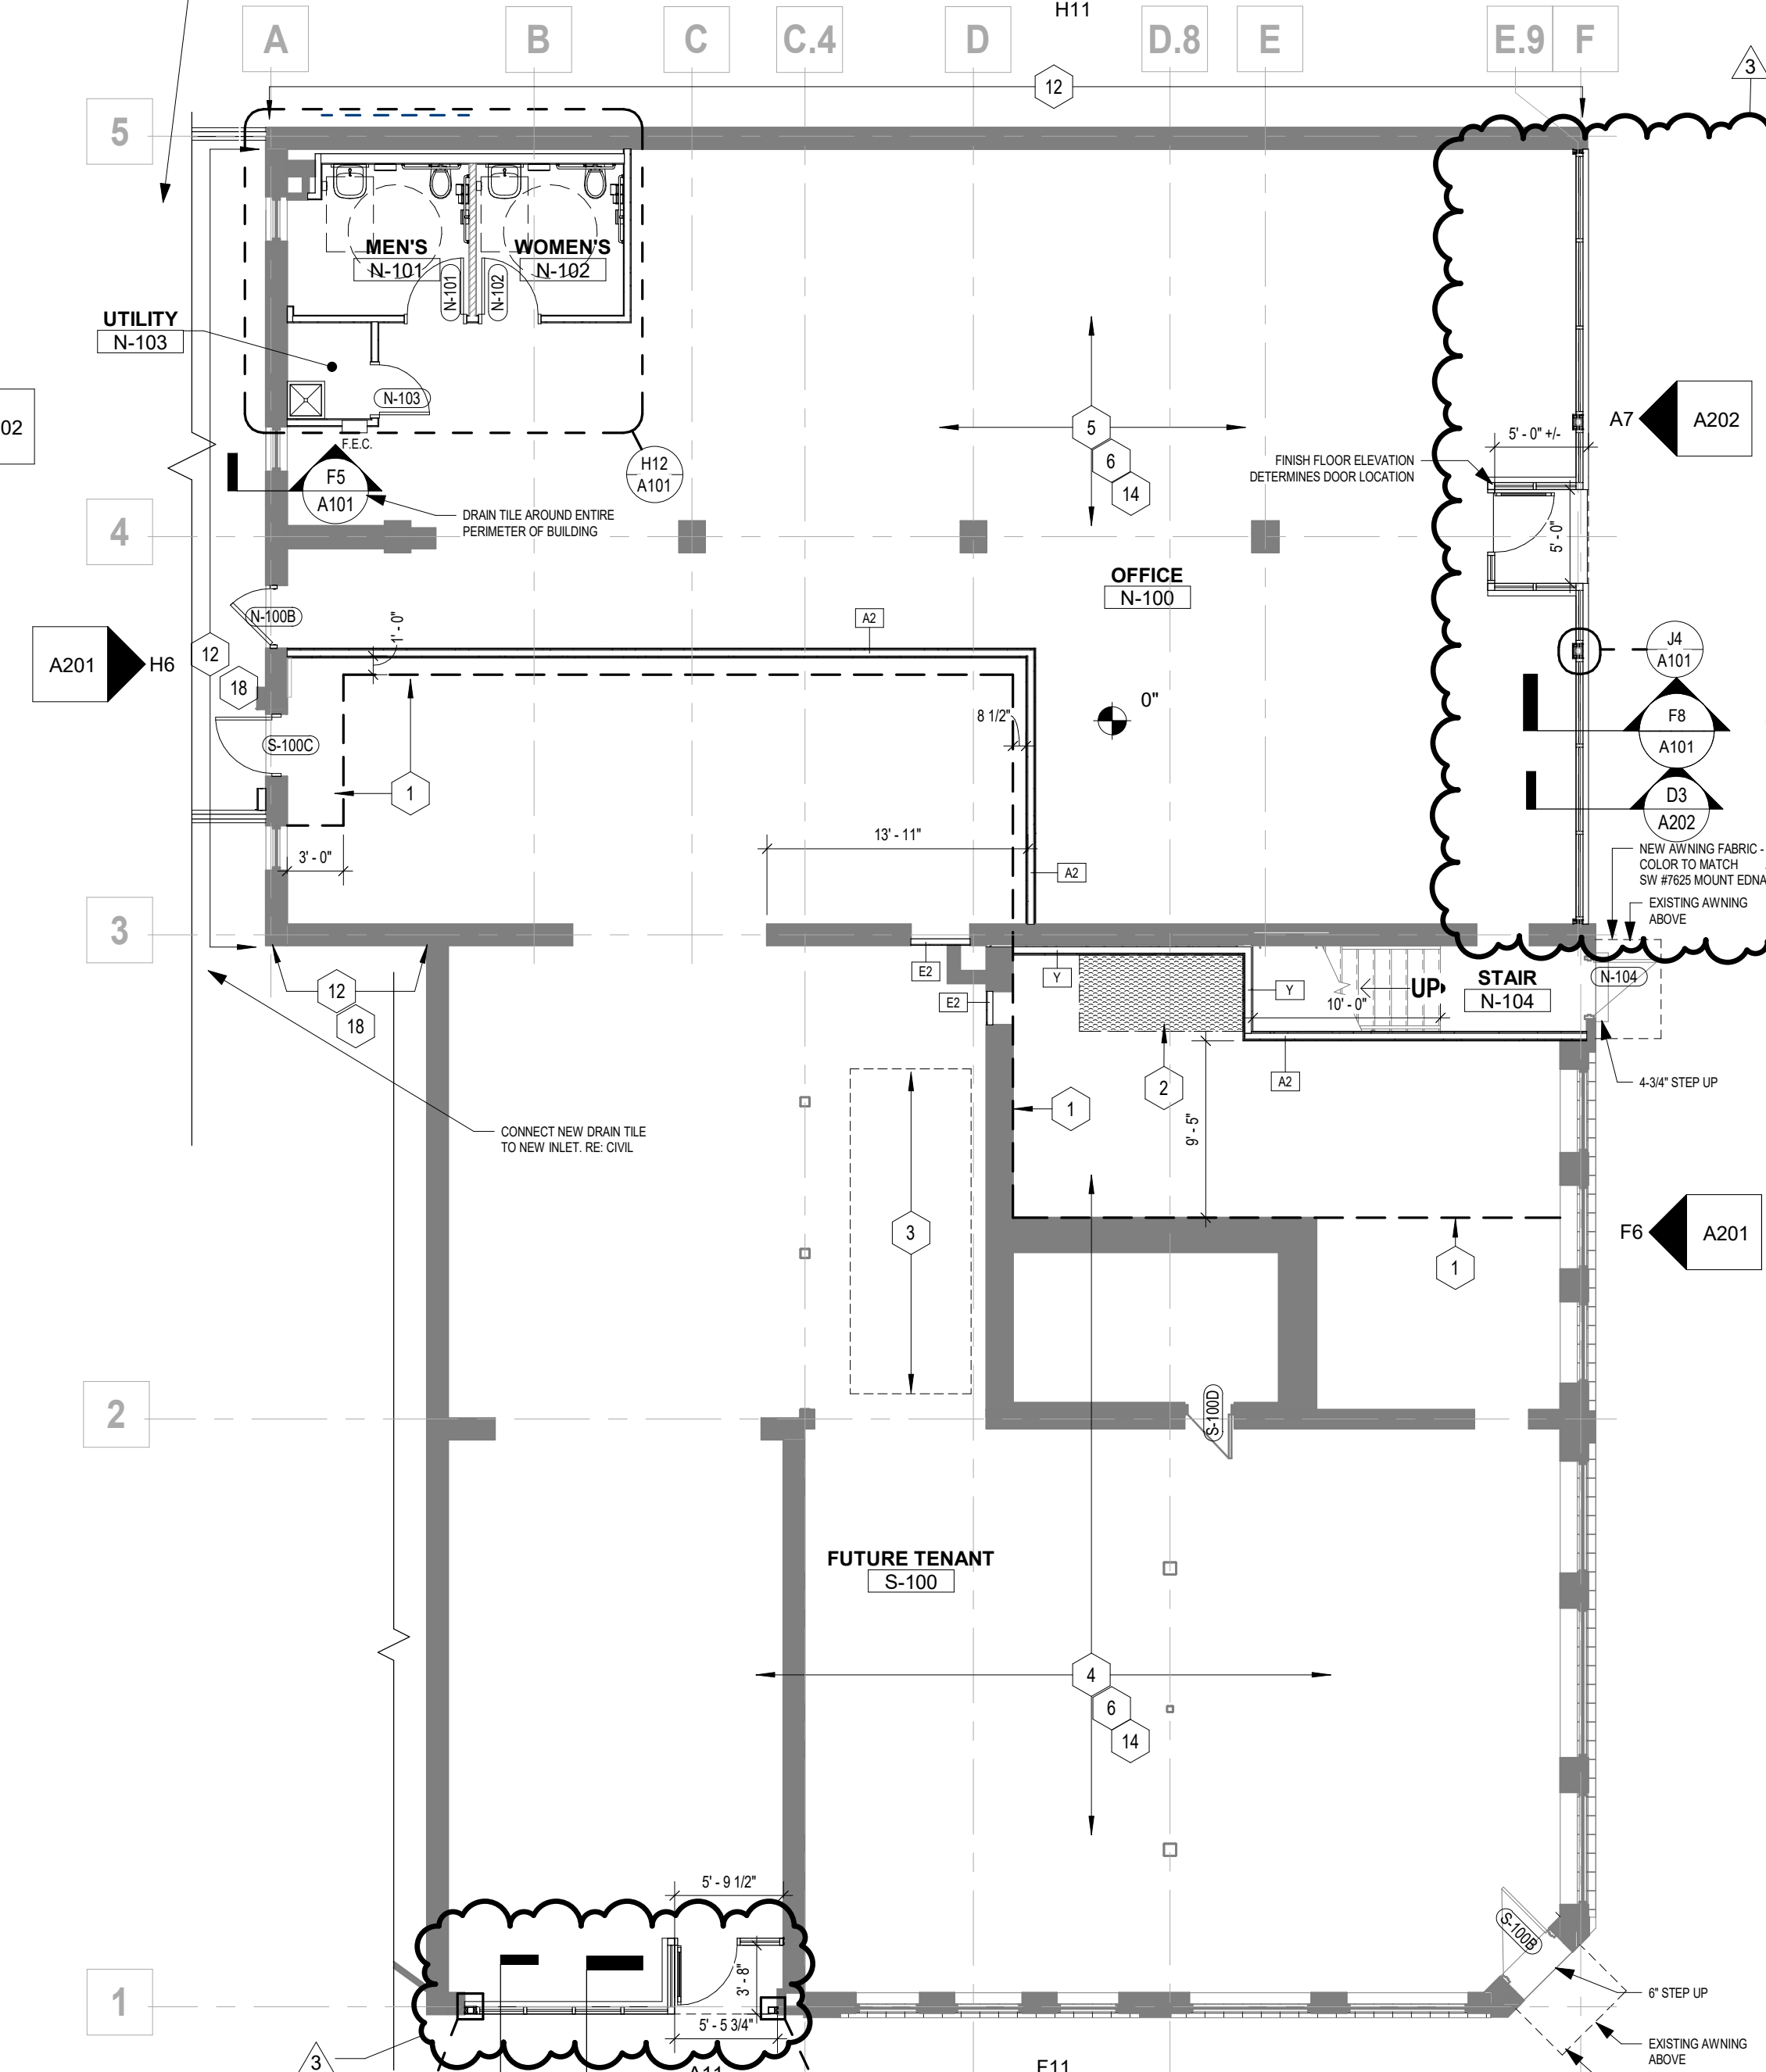 H11
A
B
C
C.4
D
D.8
E
E.9
F
3
12
5
MEN'S
N-101
WOMEN'S
N-102
N-101
N-102
UTILITY
N-103
N-103
F.E.C.
02
F5
A101
H12
A101
DRAIN TILE AROUND ENTIRE
PERIMETER OF BUILDING
5
6
14
A7
A202
5' - 0" +/-
FINISH FLOOR ELEVATION
DETERMINES DOOR LOCATION
5' - 0"
4
OFFICE
N-100
N-100B
1' - 0"
A2
J4
A101
A201
H6
12
18
0"
8 1/2"
F8
A101
S-100C
1
D3
A202
13' - 11"
3' - 0"
A2
NEW AWNING FABRIC -
COLOR TO MATCH
SW #7625 MOUNT EDNA
EXISTING AWNING
ABOVE
3
E2
Y
Y
UP
10' - 0"
STAIR
N-104
N-104
12
18
E2
2
A2
4-3/4" STEP UP
1
9' - 5"
CONNECT NEW DRAIN TILE
TO NEW INLET. RE: CIVIL
3
F6
A201
1
2
S-100D
FUTURE TENANT
S-100
4
6
14
5' - 9 1/2"
S-100B
3' - 8"
1
6" STEP UP
5' - 5 3/4"
EXISTING AWNING
ABOVE
3
A11
F11